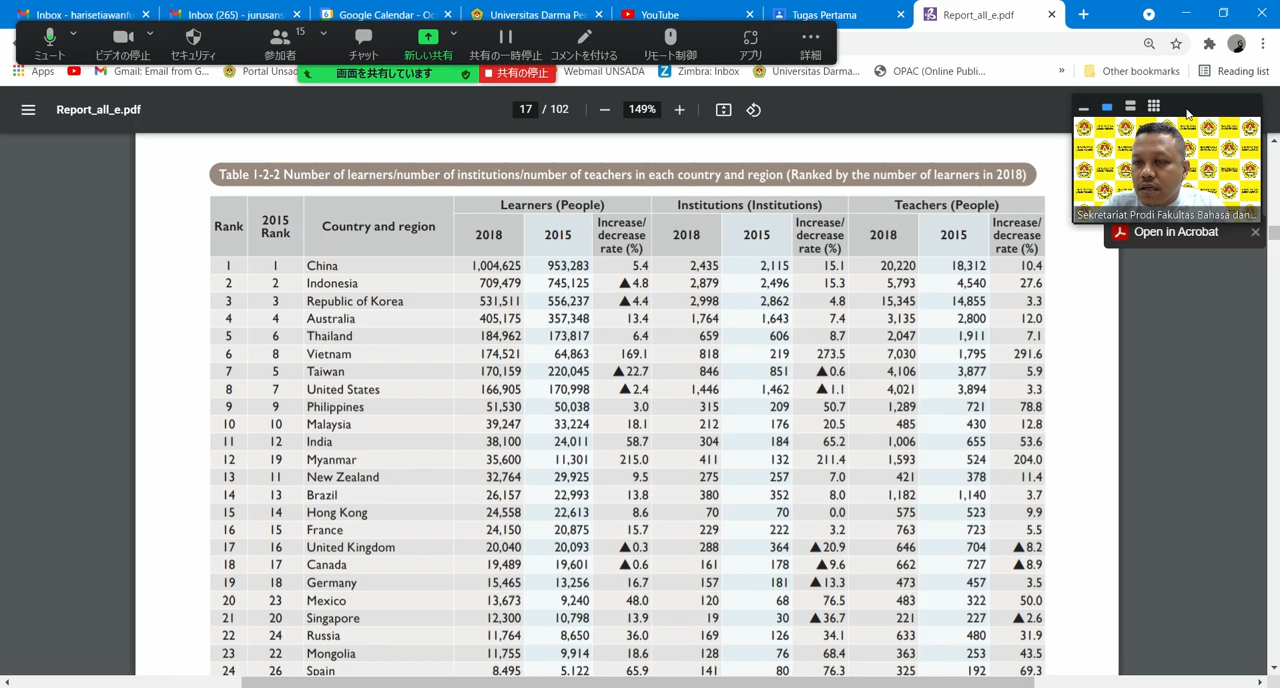 Inbox - harisetiawanfu
Inbox (265) - jurusans
Google Calendar - Oc
Universitas Darma Per
YouTube
Tugas Pertama
Report_all_e.pdf
ミュート
ビデオの停止
セキュリティ
15
参加者
チャット
新しい共有
共有の一時停止
コメントを付ける
リモート制御
アプリ
詳細
Apps
Gmail: Email from G...
Portal Unsad
画面を共有しています
共有の停止
Webmail UNSADA
Zimbra: Inbox
Universitas Darma...
OPAC (Online Publi...
»
Other bookmarks
Reading list
Report_all_e.pdf
17 / 102
149%
Sekretariat Prodi Fakultas Bahasa dan...
Open in Acrobat
Table 1-2-2 Number of learners/number of institutions/number of teachers in each country and region (Ranked by the number of learners in 2018)
Rank 2015 Rank Country and region Learners (People) Institutions (Institutions) Teachers (People)
2018 2015 Increase/decrease rate (%) 2018 2015 Increase/decrease rate (%) 2018 2015 Increase/decrease rate (%)
1 1 China 1,004,625 953,283 5.4 2,435 2,115 15.1 20,220 18,312 10.4
2 2 Indonesia 709,479 745,125 ▲4.8 2,879 2,496 15.3 5,793 4,540 27.6
3 3 Republic of Korea 531,511 556,237 ▲4.4 2,998 2,862 4.8 15,345 14,855 3.3
4 4 Australia 405,175 357,348 13.4 1,764 1,643 7.4 3,135 2,800 12.0
5 6 Thailand 184,962 173,817 6.4 659 606 8.7 2,047 1,911 7.1
6 8 Vietnam 174,521 64,863 169.1 818 219 273.5 7,030 1,795 291.6
7 5 Taiwan 170,159 220,045 ▲22.7 846 851 ▲0.6 4,106 3,877 5.9
8 7 United States 166,905 170,998 ▲2.4 1,446 1,462 ▲1.1 4,021 3,894 3.3
9 9 Philippines 51,530 50,038 3.0 315 209 50.7 1,289 721 78.8
10 10 Malaysia 39,247 33,224 18.1 212 176 20.5 485 430 12.8
11 12 India 38,100 24,011 58.7 304 184 65.2 1,006 655 53.6
12 19 Myanmar 35,600 11,301 215.0 411 132 211.4 1,593 524 204.0
13 11 New Zealand 32,764 29,925 9.5 275 257 7.0 421 378 11.4
14 13 Brazil 26,157 22,993 13.8 380 352 8.0 1,182 1,140 3.7
15 14 Hong Kong 24,558 22,613 8.6 70 70 0.0 575 523 9.9
16 15 France 24,150 20,875 15.7 229 222 3.2 763 723 5.5
17 16 United Kingdom 20,040 20,093 ▲0.3 288 364 ▲20.9 646 704 ▲8.2
18 17 Canada 19,489 19,601 ▲0.6 161 178 ▲9.6 662 727 ▲8.9
19 18 Germany 15,465 13,256 16.7 157 181 ▲13.3 473 457 3.5
20 23 Mexico 13,673 9,240 48.0 120 68 76.5 483 322 50.0
21 20 Singapore 12,300 10,798 13.9 19 30 ▲36.7 221 227 ▲2.6
22 24 Russia 11,764 8,650 36.0 169 126 34.1 633 480 31.9
23 22 Mongolia 11,755 9,914 18.6 128 76 68.4 363 253 43.5
24 26 Spain 8,495 5,122 65.9 141 80 76.3 325 192 69.3